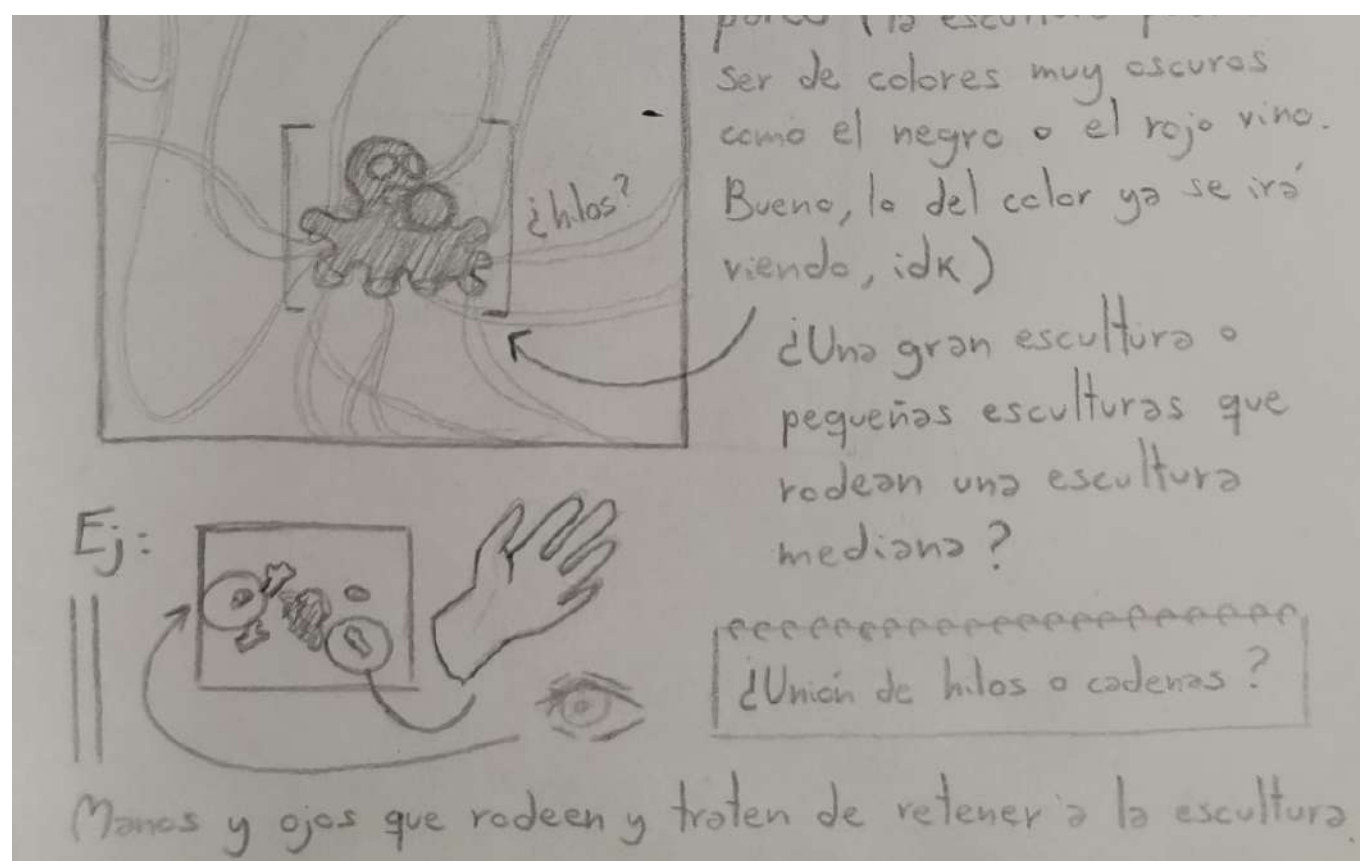 ser de colores muy oscuros
como el negro o el rojo vino.
Bueno, lo del color ya se irá
viendo, idk)
¿hilos?
¿Una gran escultura o
pequeñas esculturas que
rodean una escultura
mediana?
Ej:
¿Unión de hilos o cadenas?
Manos y ojos que rodeen y traten de retener a la escultura.